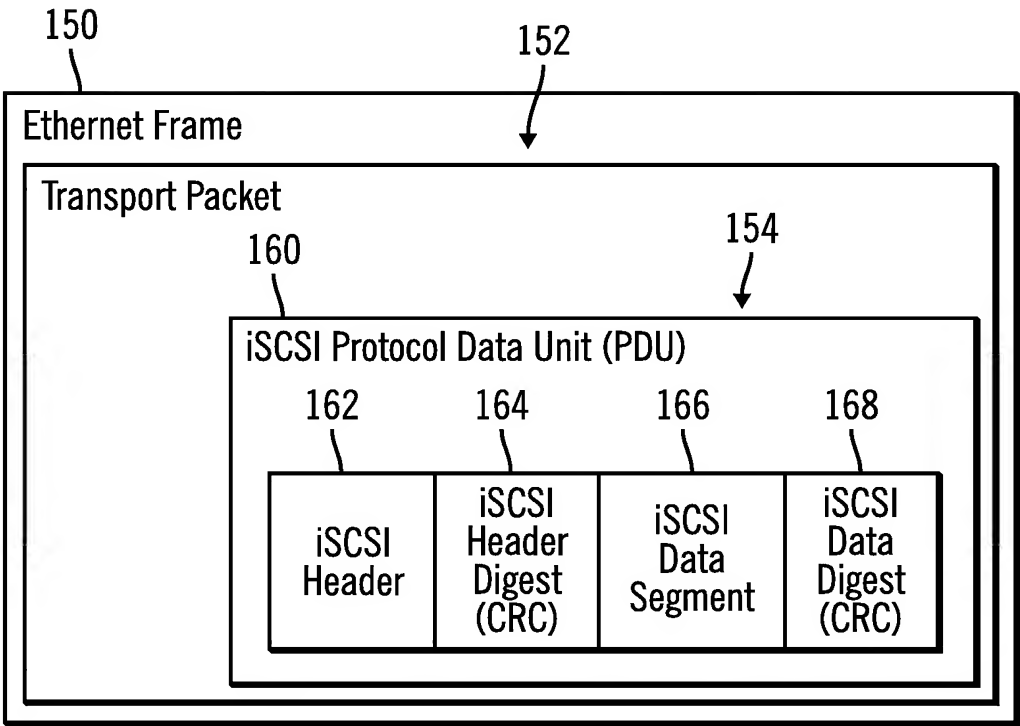 150
152
Ethernet Frame
Transport Packet
154
160
iSCSI Protocol Data Unit (PDU)
162
164
166
168
iSCSI
Header
iSCSI
Header
Digest
(CRC)
iSCSI
Data
Segment
iSCSI
Data
Digest
(CRC)